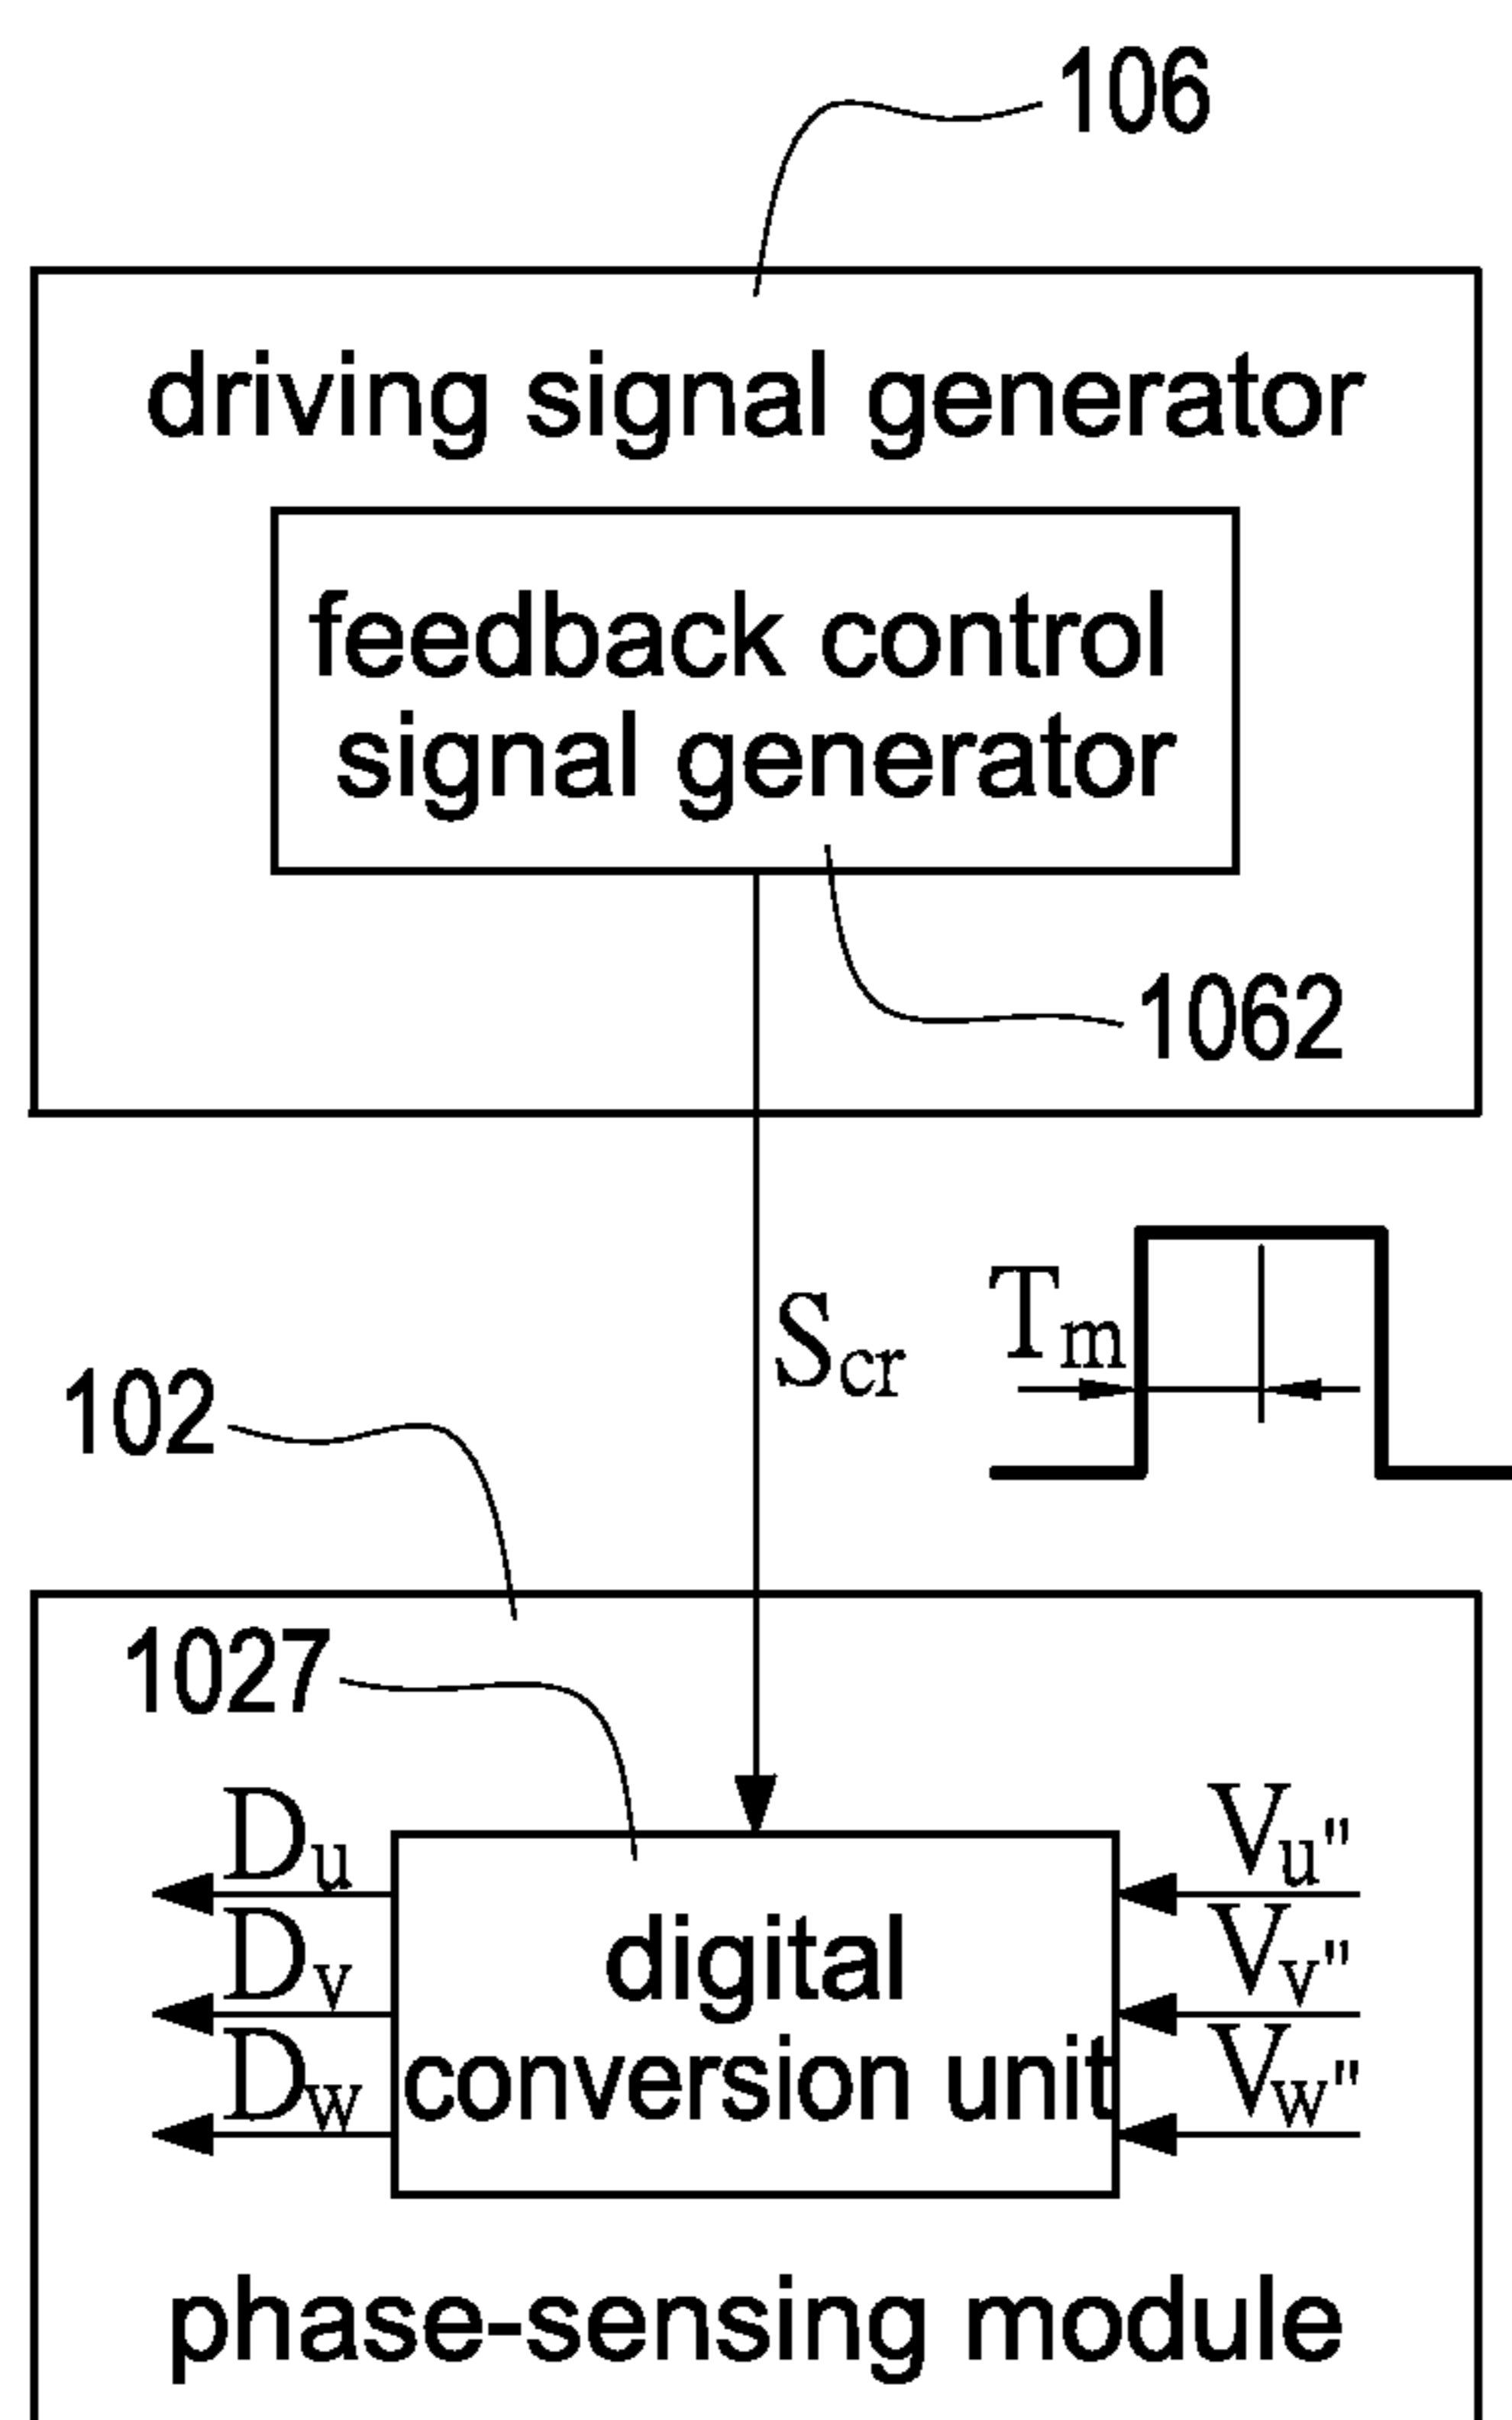 106
driving signal generator
feedback control
signal generator
1062
Scr
Tm
102
1027
Du
Vu"
Dv
Vv"
Dw
Vw"
digital
conversion unit
phase-sensing module